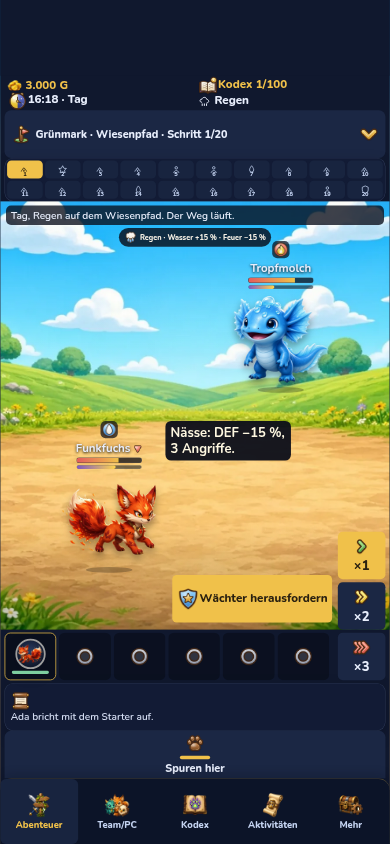 3.000 G
Kodex 1/100
16:18 · Tag
Regen
Grünmark · Wiesenpfad · Schritt 1/20
Tag, Regen auf dem Wiesenpfad. Der Weg läuft.
Regen · Wasser +15 % · Feuer −15 %
Tropfmolch
Nässe: DEF −15 %,
3 Angriffe.
Funkfuchs
×1
Wächter herausfordern
×2
×3
Ada bricht mit dem Starter auf.
Spuren hier
Abenteuer
Team/PC
Kodex
Aktivitäten
Mehr